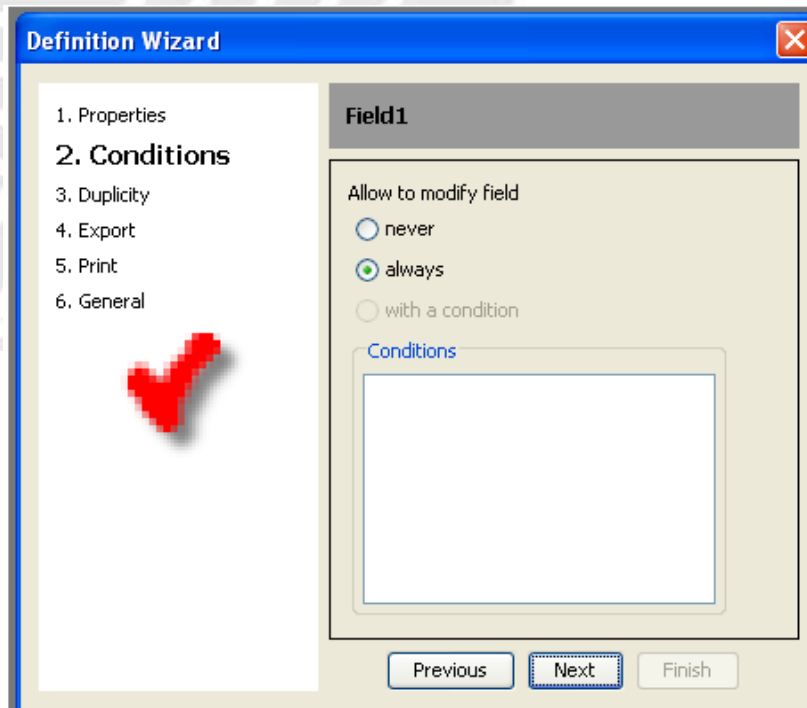 Definition Wizard
1. Properties
2. Conditions
3. Duplicity
4. Export
5. Print
6. General
Field1
Allow to modify field
never
always
with a condition
Conditions
Previous
Next
Finish